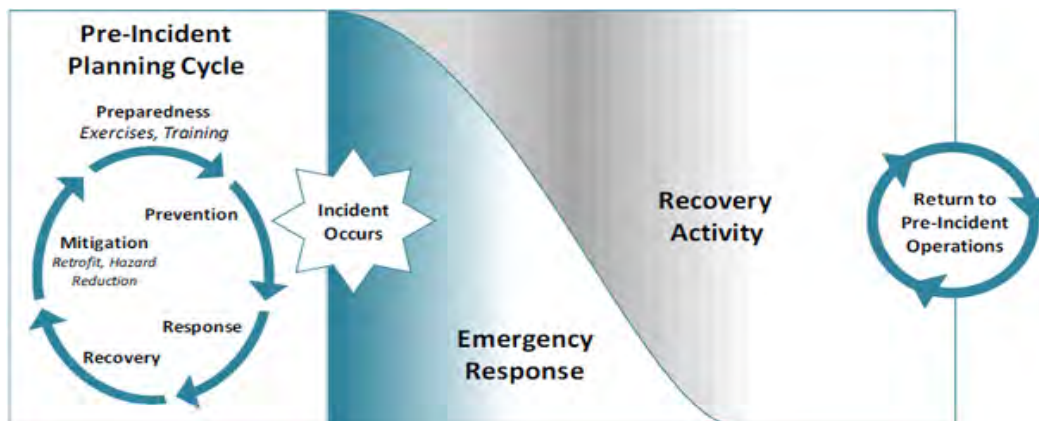 Pre-Incident
Planning Cycle
Preparedness
Exercises, Training
Prevention
Mitigation
Retrofit, Hazard
Reduction
Response
Recovery
Incident
Occurs
Emergency
Response
Recovery
Activity
Return to
Pre-Incident
Operations